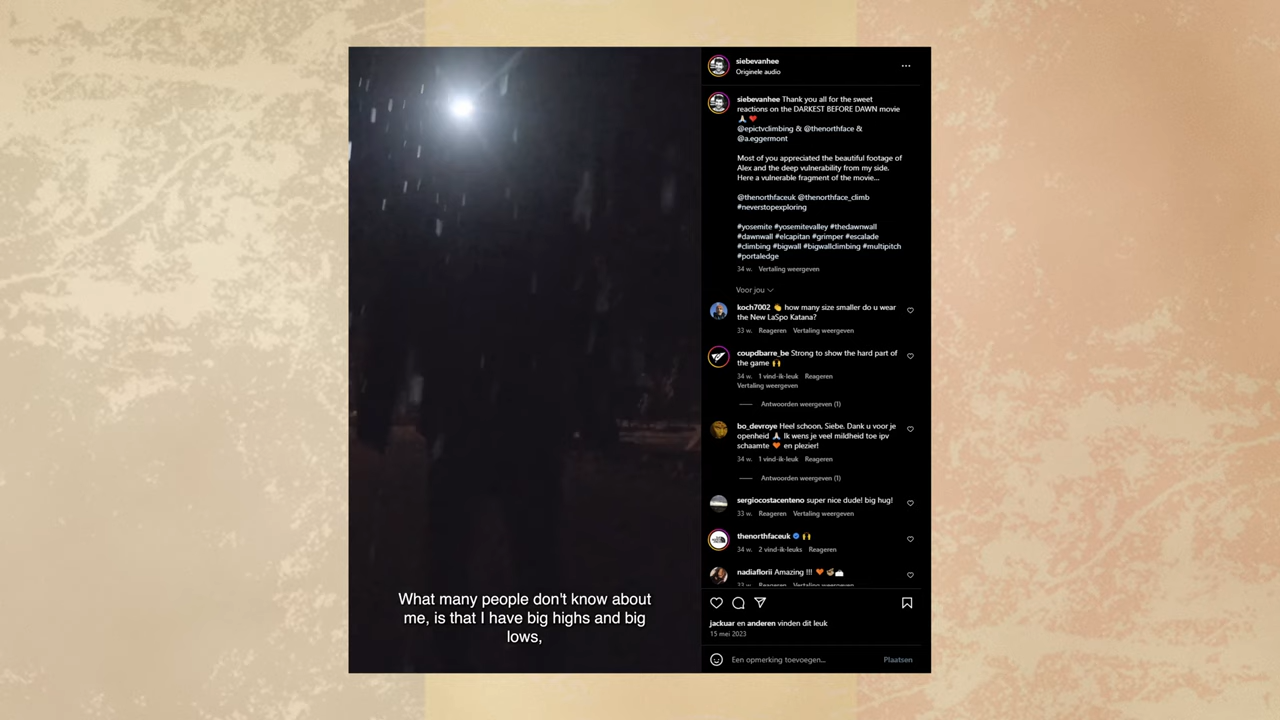 siebevanhee
Originele audio
siebevanhee Thank you all for the sweet
reactions on the DARKEST BEFORE DAWN movie
🙏🏻 ❤️
@epictvclimbing & @thenorthface &
@a.eggermont
Most of you appreciated the beautiful footage of
Alex and the deep vulnerability from my side.
Here a vulnerable fragment of the movie...
@thenorthfaceuk @thenorthface_climb
#neverstopexploring
#yosemite #yosemitevalley #thedawnwall
#dawnwall #elcapitan #grimper #escalade
#climbing #bigwall #bigwallclimbing #multipitch
#portaledge
34 w. Vertaling weergeven
Voor jou
koch7002 👏 how many size smaller do u wear
the New LaSpo Katana?
33 w. Reageren Vertaling weergeven
coupdbarre_be Strong to show the hard part of
the game 🙌
34 w. 1 vind-ik-leuk Reageren
Vertaling weergeven
Antwoorden weergeven (1)
bo_devroye Heel schoon, Siebe. Dank u voor je
openheid 🙏🏻 Ik wens je veel mildheid toe ipv
schaamte 🧡 en plezier!
34 w. 1 vind-ik-leuk Reageren
Antwoorden weergeven (1)
sergiocostacenteno super nice dude! big hug!
33 w. Reageren Vertaling weergeven
thenorthfaceuk 🙌
34 w. 2 vind-ik-leuks Reageren
nadiaflorii Amazing !!!
33 w. Reageren Vertaling weergeven
jackuar en anderen vinden dit leuk
15 mei 2023
Een opmerking toevoegen... Plaatsen
What many people don't know about
me, is that I have big highs and big
lows,